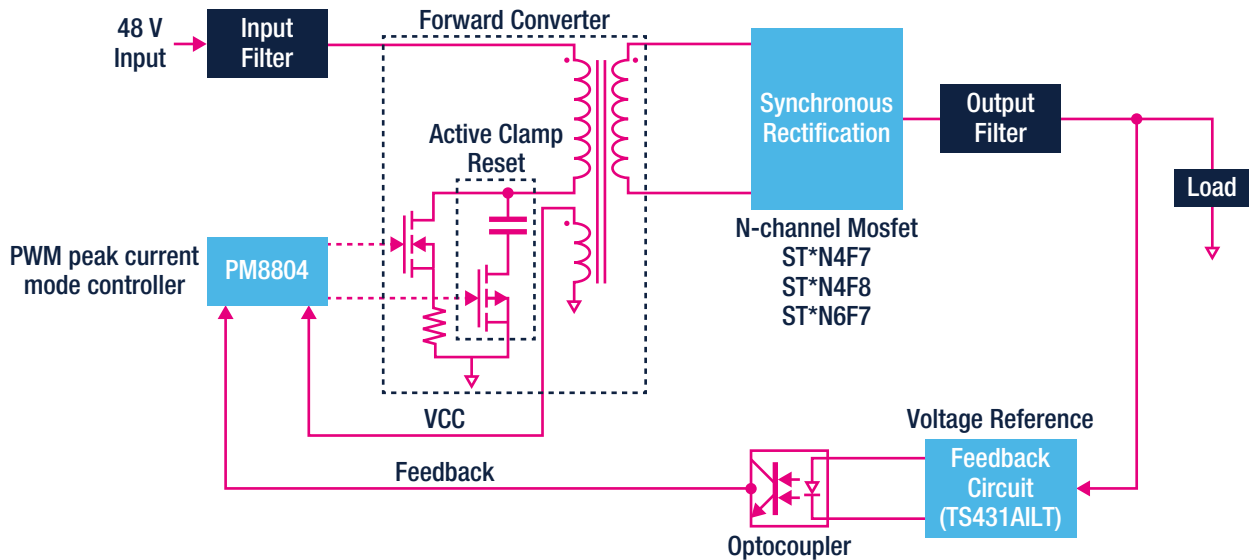 Forward Converter
48 V
Input
Input
Filter
Active Clamp
Reset
Synchronous
Rectification
Output
Filter
Load
N-channel Mosfet
ST*N4F7
ST*N4F8
ST*N6F7
PWM peak current
mode controller
PM8804
VCC
Feedback
Optocoupler
Voltage Reference
Feedback
Circuit
(TS431AILT)